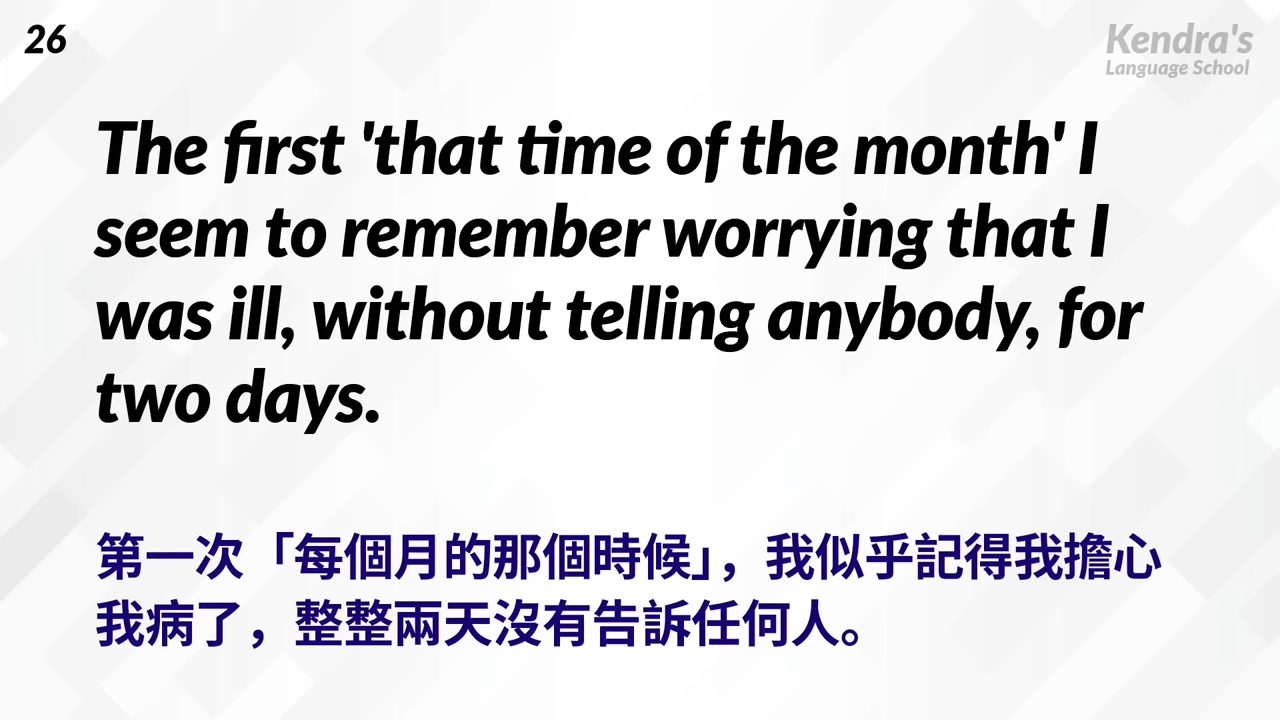 26
Kendra's
Language School
The first 'that time of the month' I
seem to remember worrying that I
was ill, without telling anybody, for
two days.
第一次「每個月的那個時候」，我似乎記得我擔心
我病了，整整兩天沒有告訴任何人。